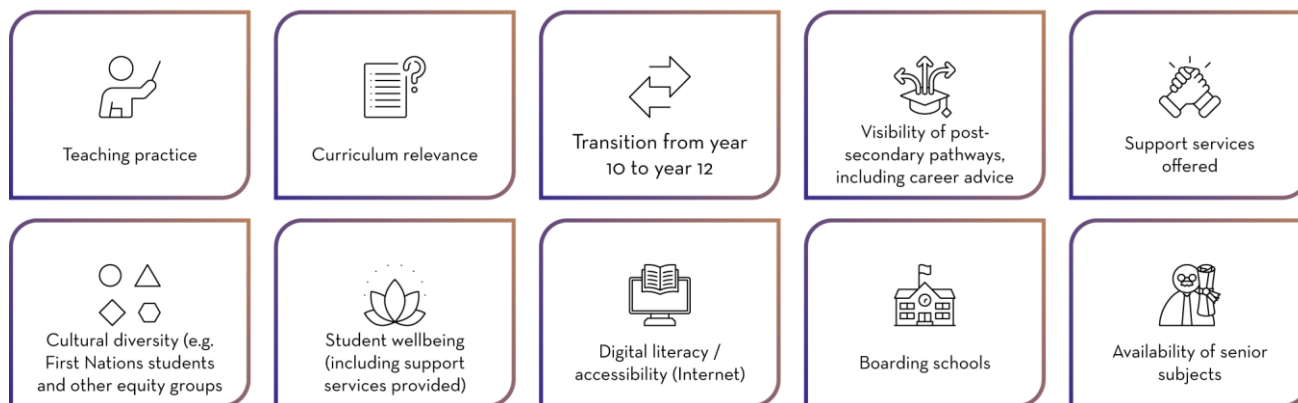 Teaching practice
Curriculum relevance
Transition from year
10 to year 12
Visibility of post-
secondary pathways,
including career advice
Support services
offered
Cultural diversity (e.g.
First Nations students
and other equity groups
Student wellbeing
(including support
services provided)
Digital literacy /
accessibility (Internet)
Boarding schools
Availability of senior
subjects